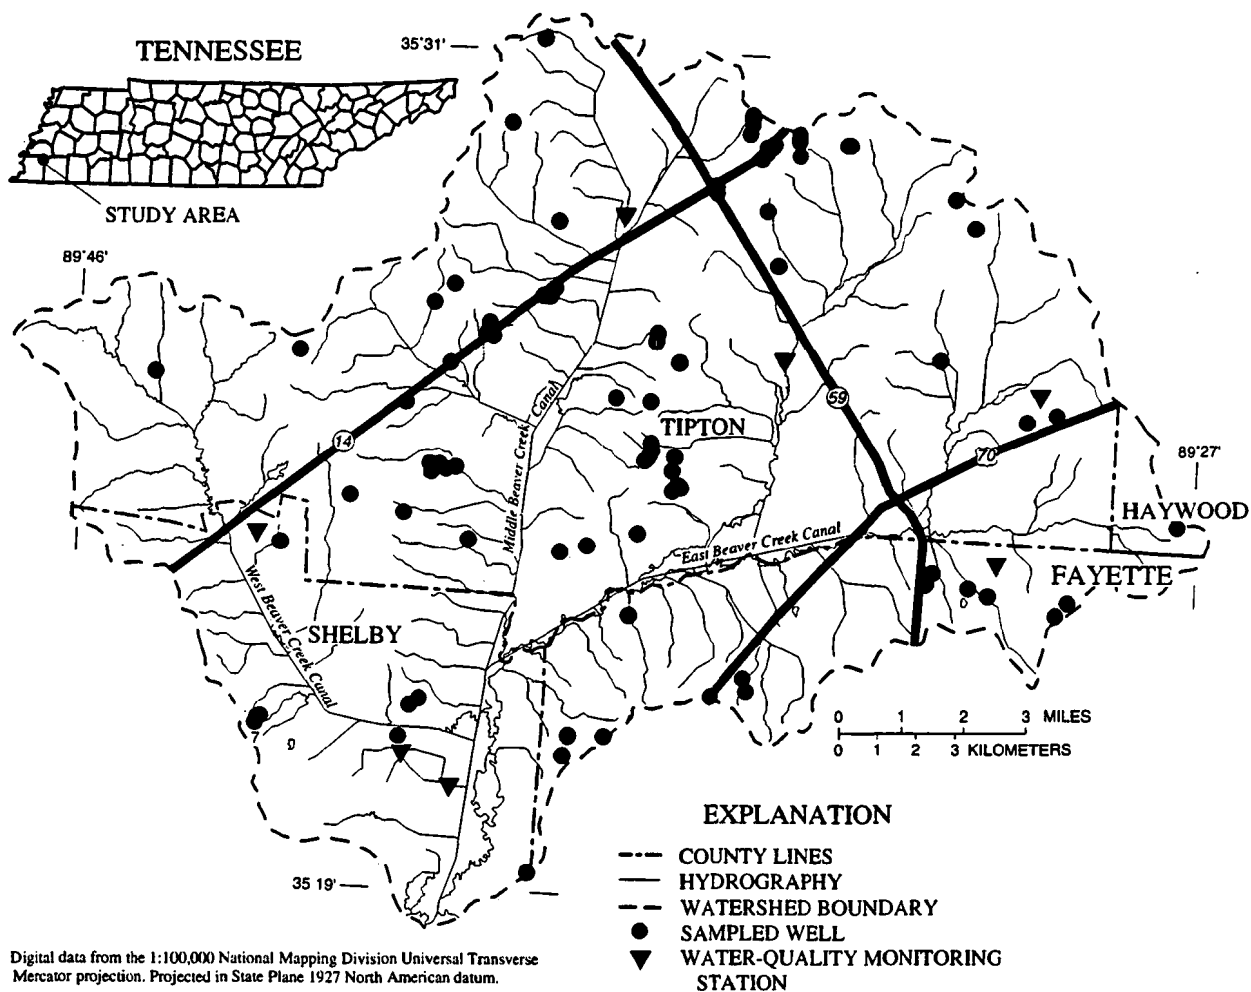 TENNESSEE
35°31'
STUDY AREA
89°46'
14
59
70
Middle Beaver Creek Canal
TIPTON
89°27'
HAYWOOD
East Beaver Creek Canal
FAYETTE
West Beaver Creek Canal
SHELBY
0 1 2 3 MILES
0 1 2 3 KILOMETERS
35 19'
EXPLANATION
COUNTY LINES
HYDROGRAPHY
WATERSHED BOUNDARY
SAMPLED WELL
WATER-QUALITY MONITORING
STATION
Digital data from the 1:100,000 National Mapping Division Universal Transverse
Mercator projection. Projected in State Plane 1927 North American datum.